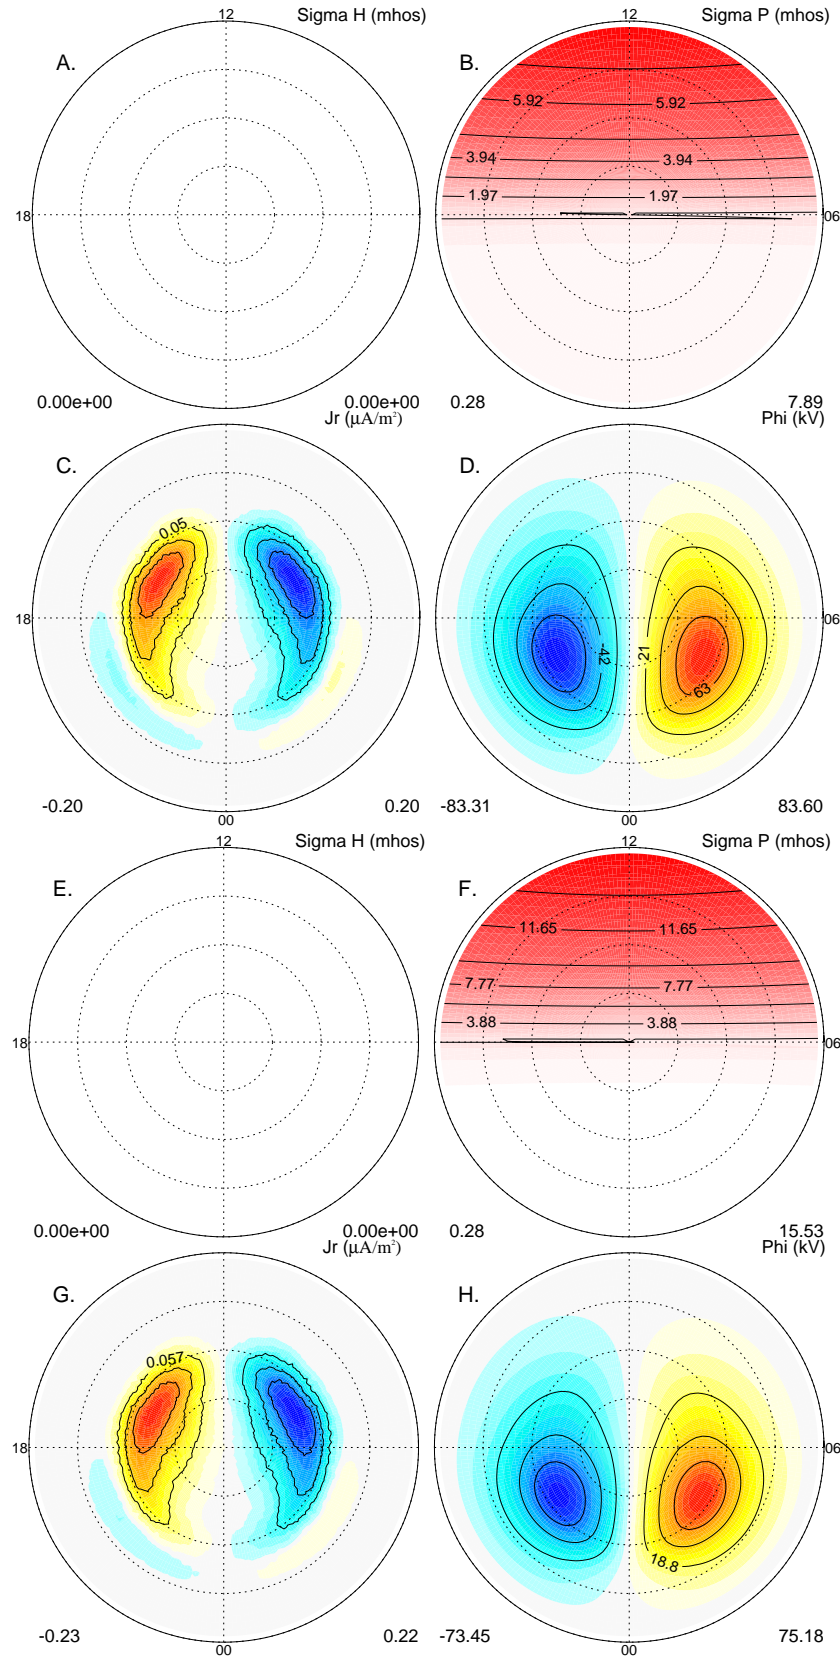 Sigma H (mhos)
12
A.
18
0.00e+00
0.00e+00
Sigma P (mhos)
12
B.
5.92
5.92
3.94
3.94
1.97
1.97
06
0.28
7.89
Jr (μA/m²)
C.
0.05
18
-0.20
0.20
00
Phi (kV)
D.
-42
21
63
06
-83.31
83.60
00
Sigma H (mhos)
12
E.
18
0.00e+00
0.00e+00
Sigma P (mhos)
12
F.
11.65
11.65
7.77
7.77
3.88
3.88
06
0.28
15.53
Jr (μA/m²)
G.
0.057
18
-0.23
0.22
00
Phi (kV)
H.
18.8
06
-73.45
75.18
00